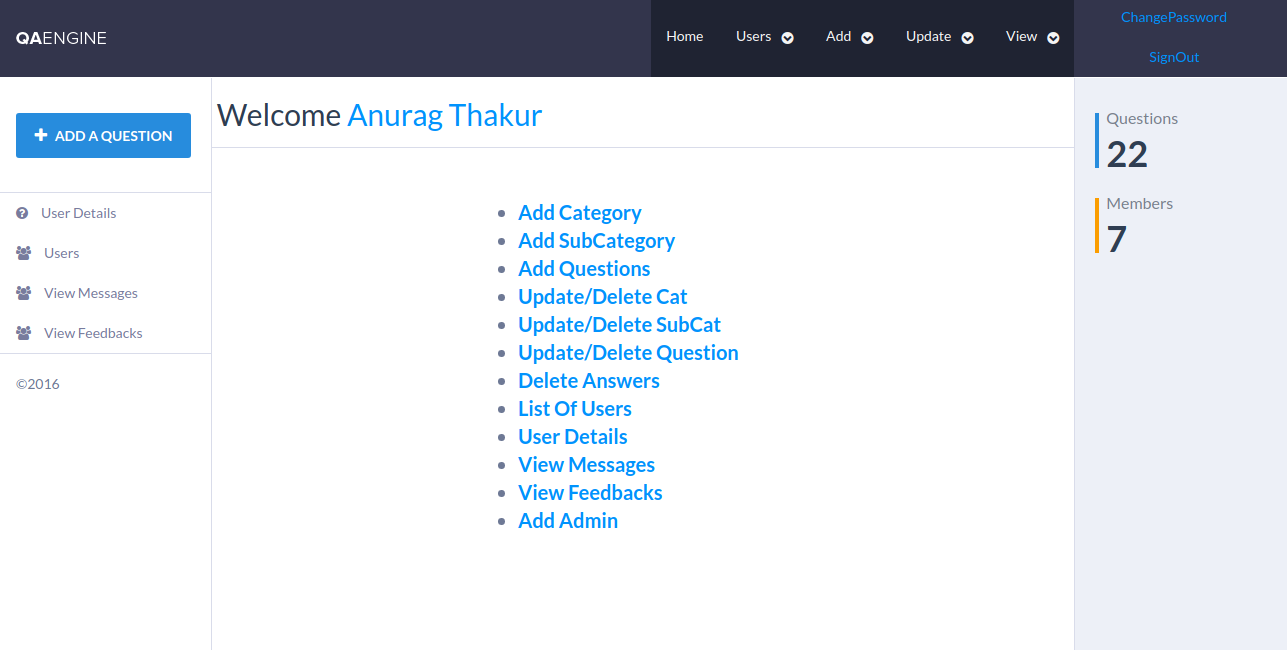 QAENGINE
Home Users Add Update View
ChangePassword
SignOut
ADD A QUESTION
User Details
Users
View Messages
View Feedbacks
©2016
Welcome Anurag Thakur
Add Category
Add SubCategory
Add Questions
Update/Delete Cat
Update/Delete SubCat
Update/Delete Question
Delete Answers
List Of Users
User Details
View Messages
View Feedbacks
Add Admin
Questions
22
Members
7